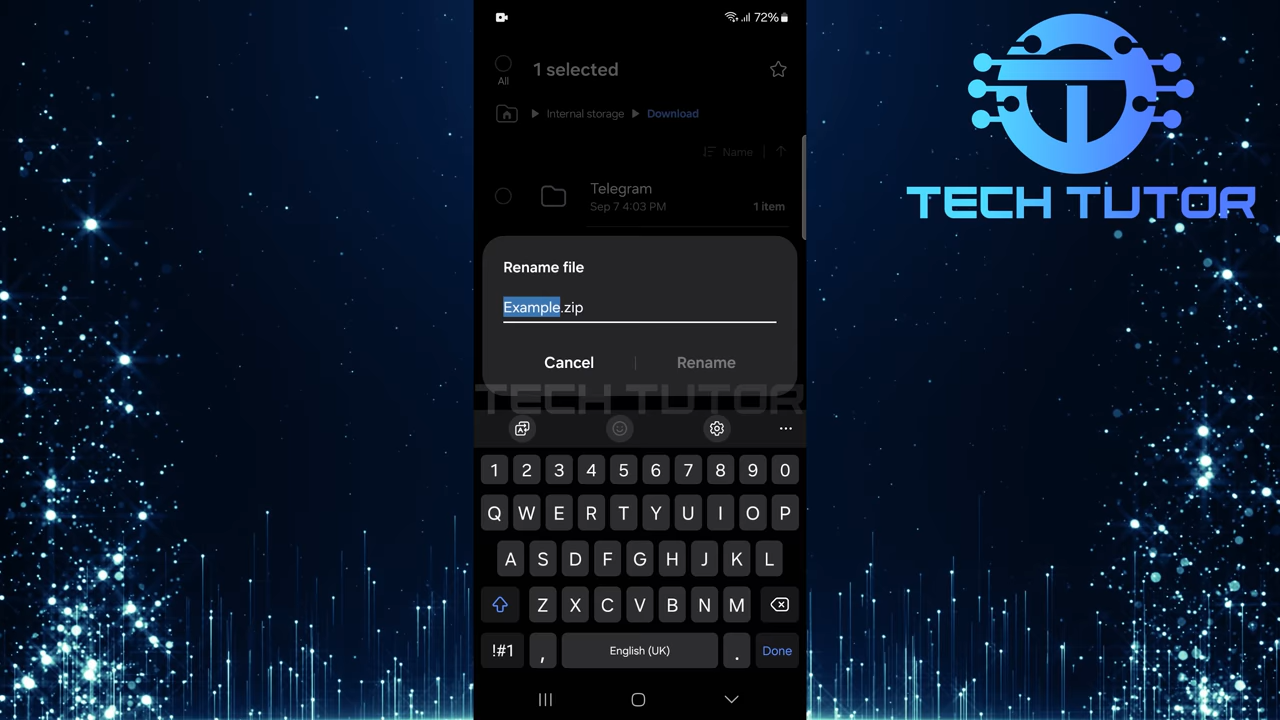 72%
All
1 selected
Internal storage
Download
Name
Telegram
Sep 7 4:03 PM
1 item
Rename file
Example.zip
Cancel
Rename
TECH TUTOR
1 2 3 4 5 6 7 8 9 0
Q W E R T Y U I O P
A S D F G H J K L
Z X C V B N M
!#1 , English (UK) . Done
TECH TUTOR